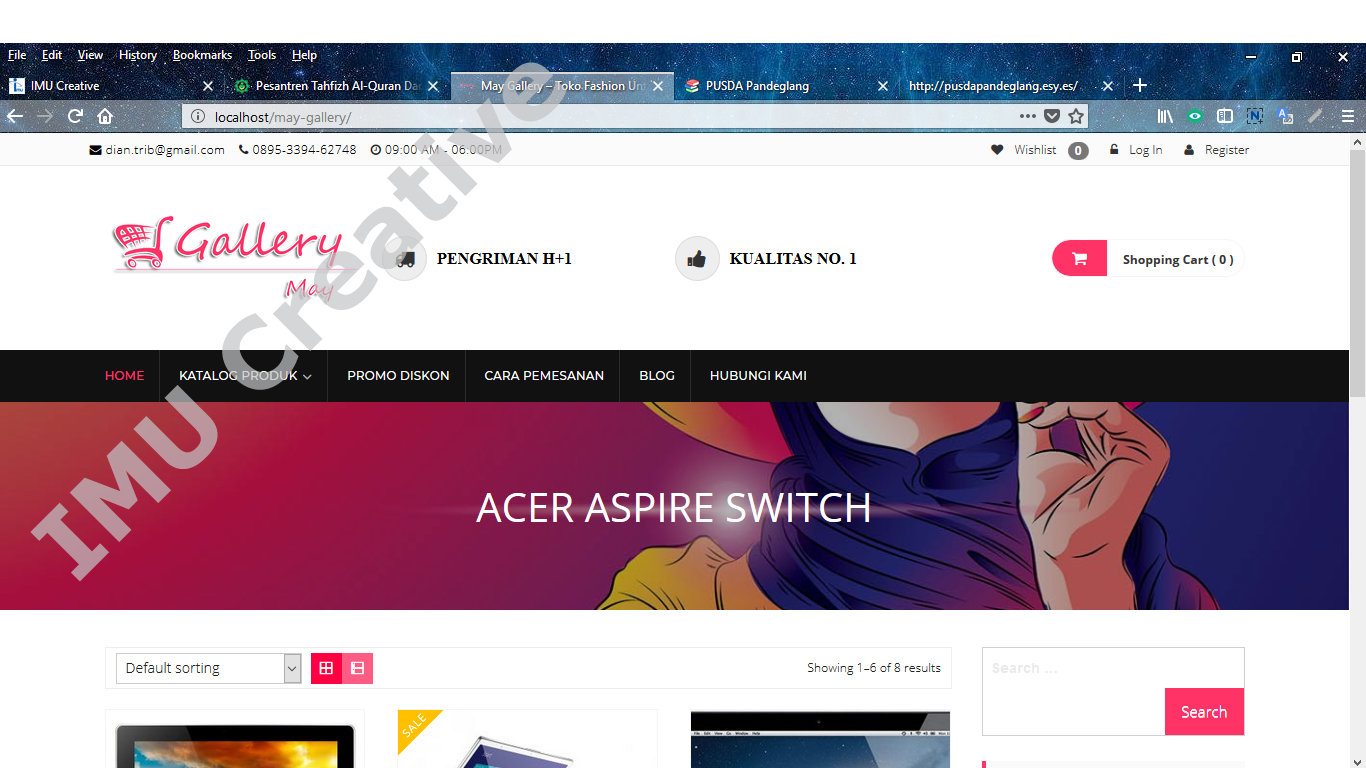 File Edit View History Bookmarks Tools Help
IMU Creative
Pesantren Tahfizh Al-Quran Da
May Gallery – Toko Fashion Un
PUSDA Pandeglang
http://pusdapandeglang.esy.es/
localhost/may-gallery/
dian.trib@gmail.com 0895-3394-62748 09:00 AM - 06:00PM
Wishlist 0 Log In Register
Gallery
May
PENGRIMAN H+1
KUALITAS NO. 1
Shopping Cart ( 0 )
HOME KATALOG PRODUK PROMO DISKON CARA PEMESANAN BLOG HUBUNGI KAMI
IMU Creative
ACER ASPIRE SWITCH
Default sorting
Showing 1–6 of 8 results
Search ...
Search
SALE